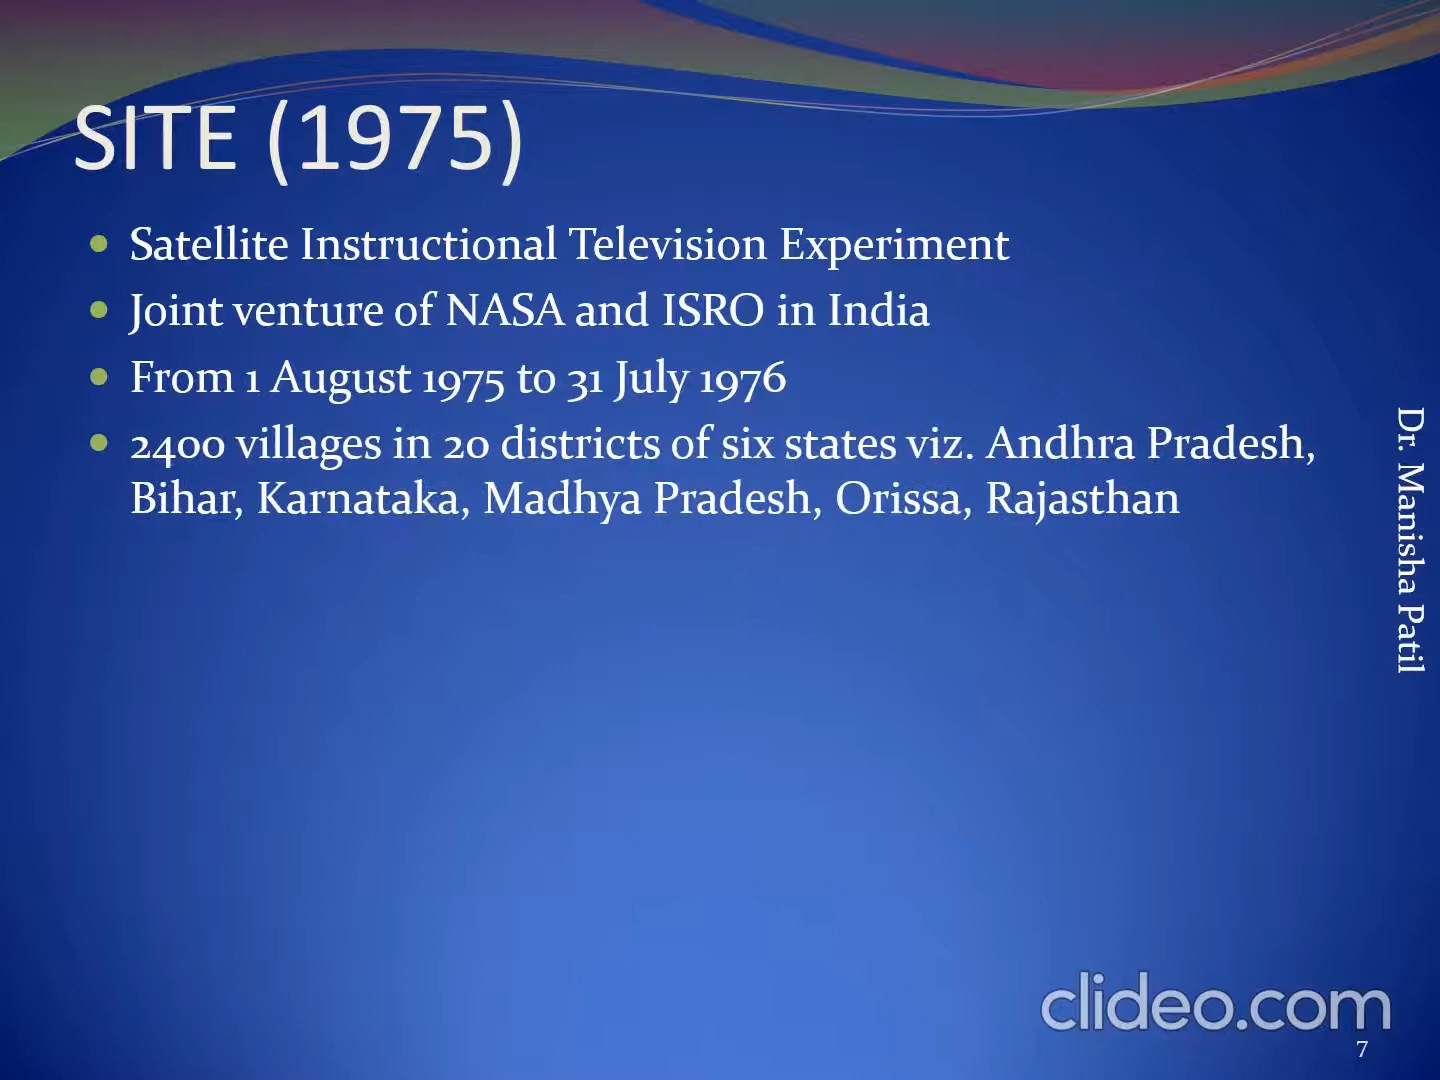 SITE (1975)
Satellite Instructional Television Experiment
Joint venture of NASA and ISRO in India
From 1 August 1975 to 31 July 1976
2400 villages in 20 districts of six states viz. Andhra Pradesh,
Bihar, Karnataka, Madhya Pradesh, Orissa, Rajasthan
Dr. Manisha Patil
clideo.com
7